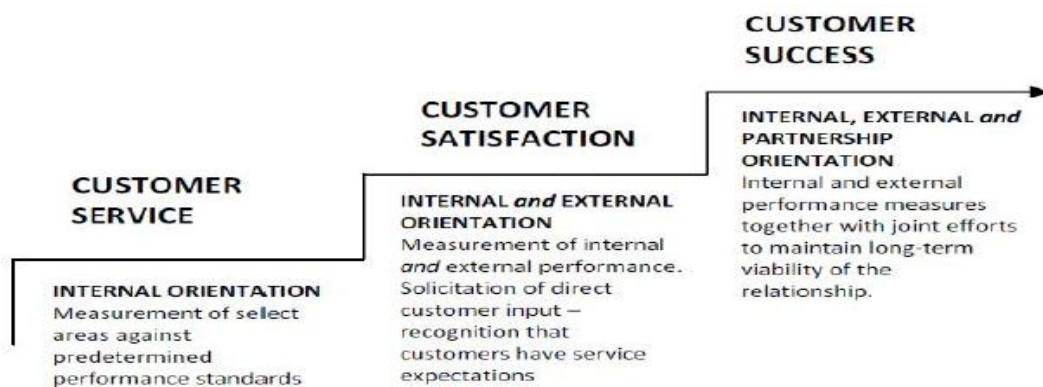 CUSTOMER
SERVICE
INTERNAL ORIENTATION
Measurement of select
areas against
predetermined
performance standards
CUSTOMER
SATISFACTION
INTERNAL and EXTERNAL
ORIENTATION
Measurement of internal
and external performance.
Solicitation of direct
customer input –
recognition that
customers have service
expectations
CUSTOMER
SUCCESS
INTERNAL, EXTERNAL and
PARTNERSHIP
ORIENTATION
Internal and external
performance measures
together with joint efforts
to maintain long-term
viability of the
relationship.